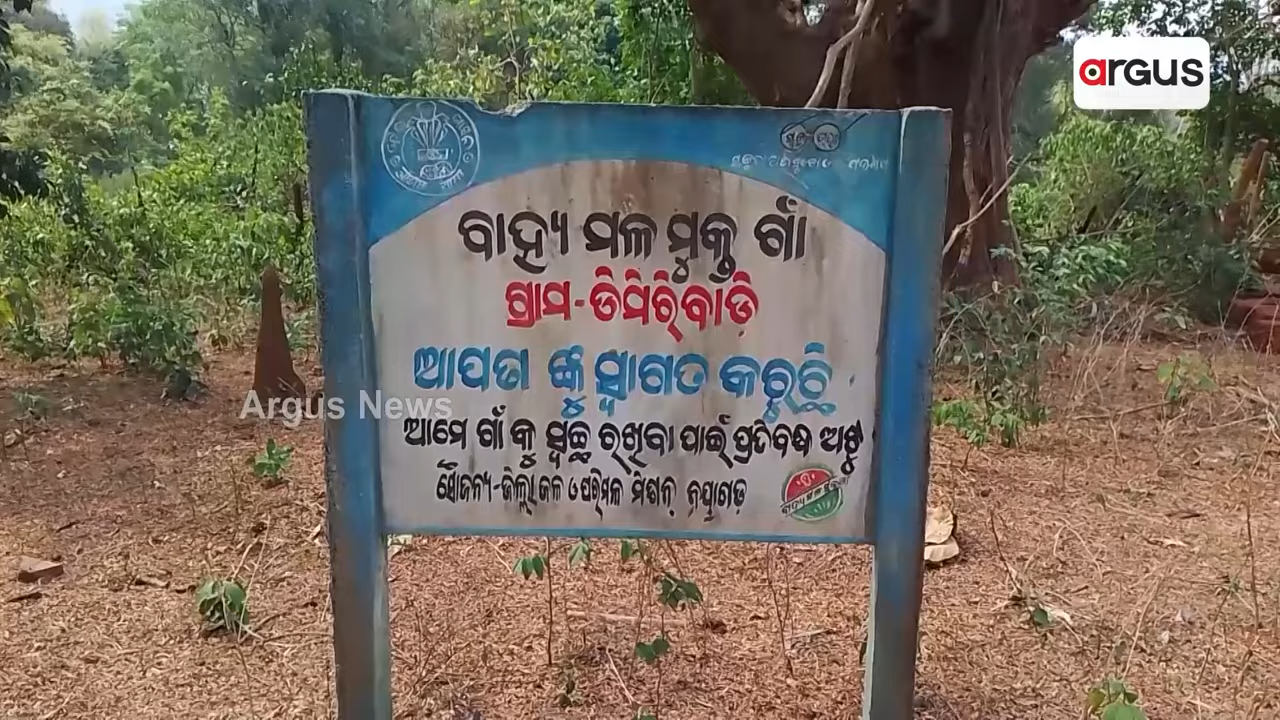 argus
ବାହ୍ୟ ମଳ ମୁକ୍ତ ଗାଁ
ଗ୍ରାମ-ଡିମିରିବାଡ଼ି
ଆପଣ ଙ୍କୁ ସ୍ୱାଗତ କରୁଚି
Argus News
ଆମେ ଗାଁ କୁ ସ୍ୱଚ୍ଛ ରଖିବା ପାଇଁ ପ୍ରତିବଦ୍ଧ ଅଟୁ
ସୌଜନ୍ୟ-ଜିଲ୍ଲା ଜଳ ଓ ପରିମଳ ମିଶନ୍ ନୟାଗଡ଼